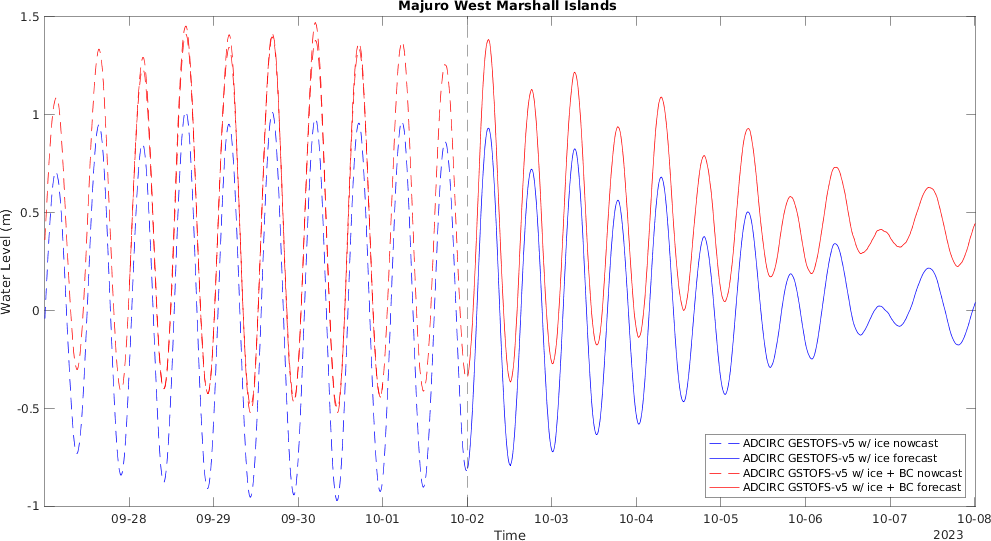 Majuro West Marshall Islands
1.5
1
0.5
0
-0.5
-1
Water Level (m)
09-28 09-29 09-30 10-01 10-02 10-03 10-04 10-05 10-06 10-07 10-08
Time
2023
ADCIRC GESTOFS-v5 w/ ice nowcast
ADCIRC GESTOFS-v5 w/ ice forecast
ADCIRC GSTOFS-v5 w/ ice + BC nowcast
ADCIRC GSTOFS-v5 w/ ice + BC forecast